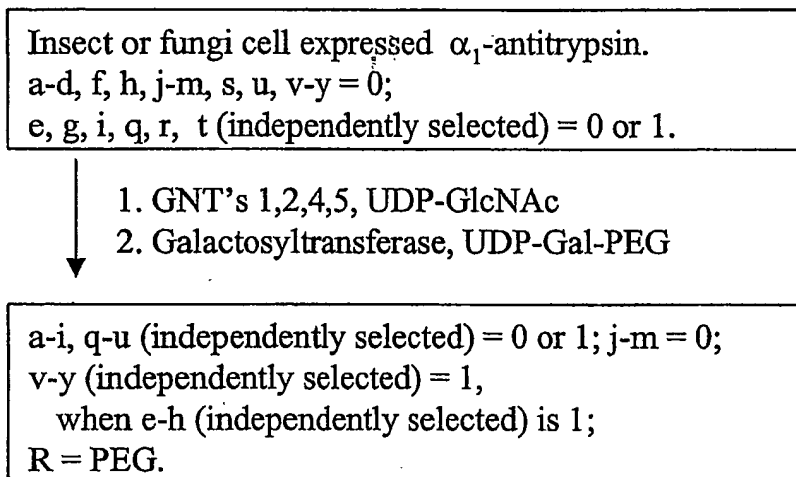 Insect or fungi cell expressed α₁-antitrypsin.
a-d, f, h, j-m, s, u, v-y = 0;
e, g, i, q, r, t (independently selected) = 0 or 1.
1. GNT's 1,2,4,5, UDP-GlcNAc
2. Galactosyltransferase, UDP-Gal-PEG
a-i, q-u (independently selected) = 0 or 1; j-m = 0;
v-y (independently selected) = 1,
when e-h (independently selected) is 1;
R = PEG.